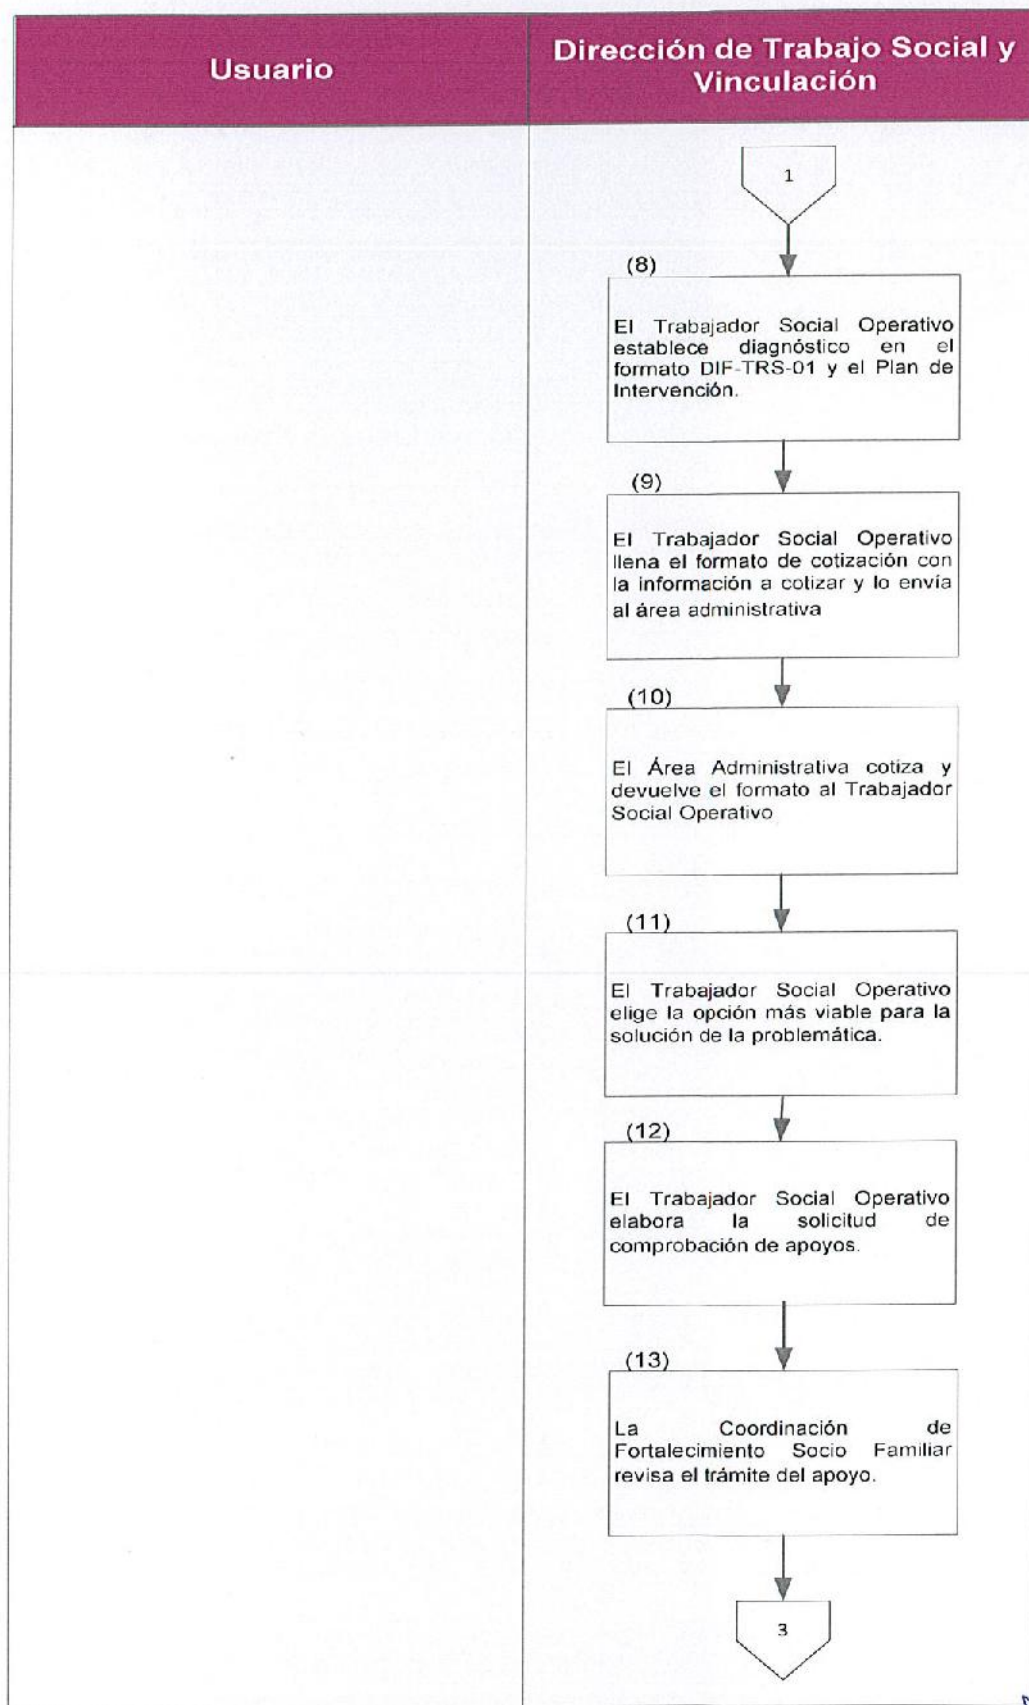 Usuario
Dirección de Trabajo Social y
Vinculación
1
(8)
El Trabajador Social Operativo
establece diagnóstico en el
formato DIF-TRS-01 y el Plan de
Intervención.
(9)
El Trabajador Social Operativo
llena el formato de cotización con
la información a cotizar y lo envía
al área administrativa
(10)
El Área Administrativa cotiza y
devuelve el formato al Trabajador
Social Operativo
(11)
El Trabajador Social Operativo
elige la opción más viable para la
solución de la problemática.
(12)
El Trabajador Social Operativo
elabora la solicitud de
comprobación de apoyos.
(13)
La Coordinación de
Fortalecimiento Socio Familiar
revisa el trámite del apoyo.
3